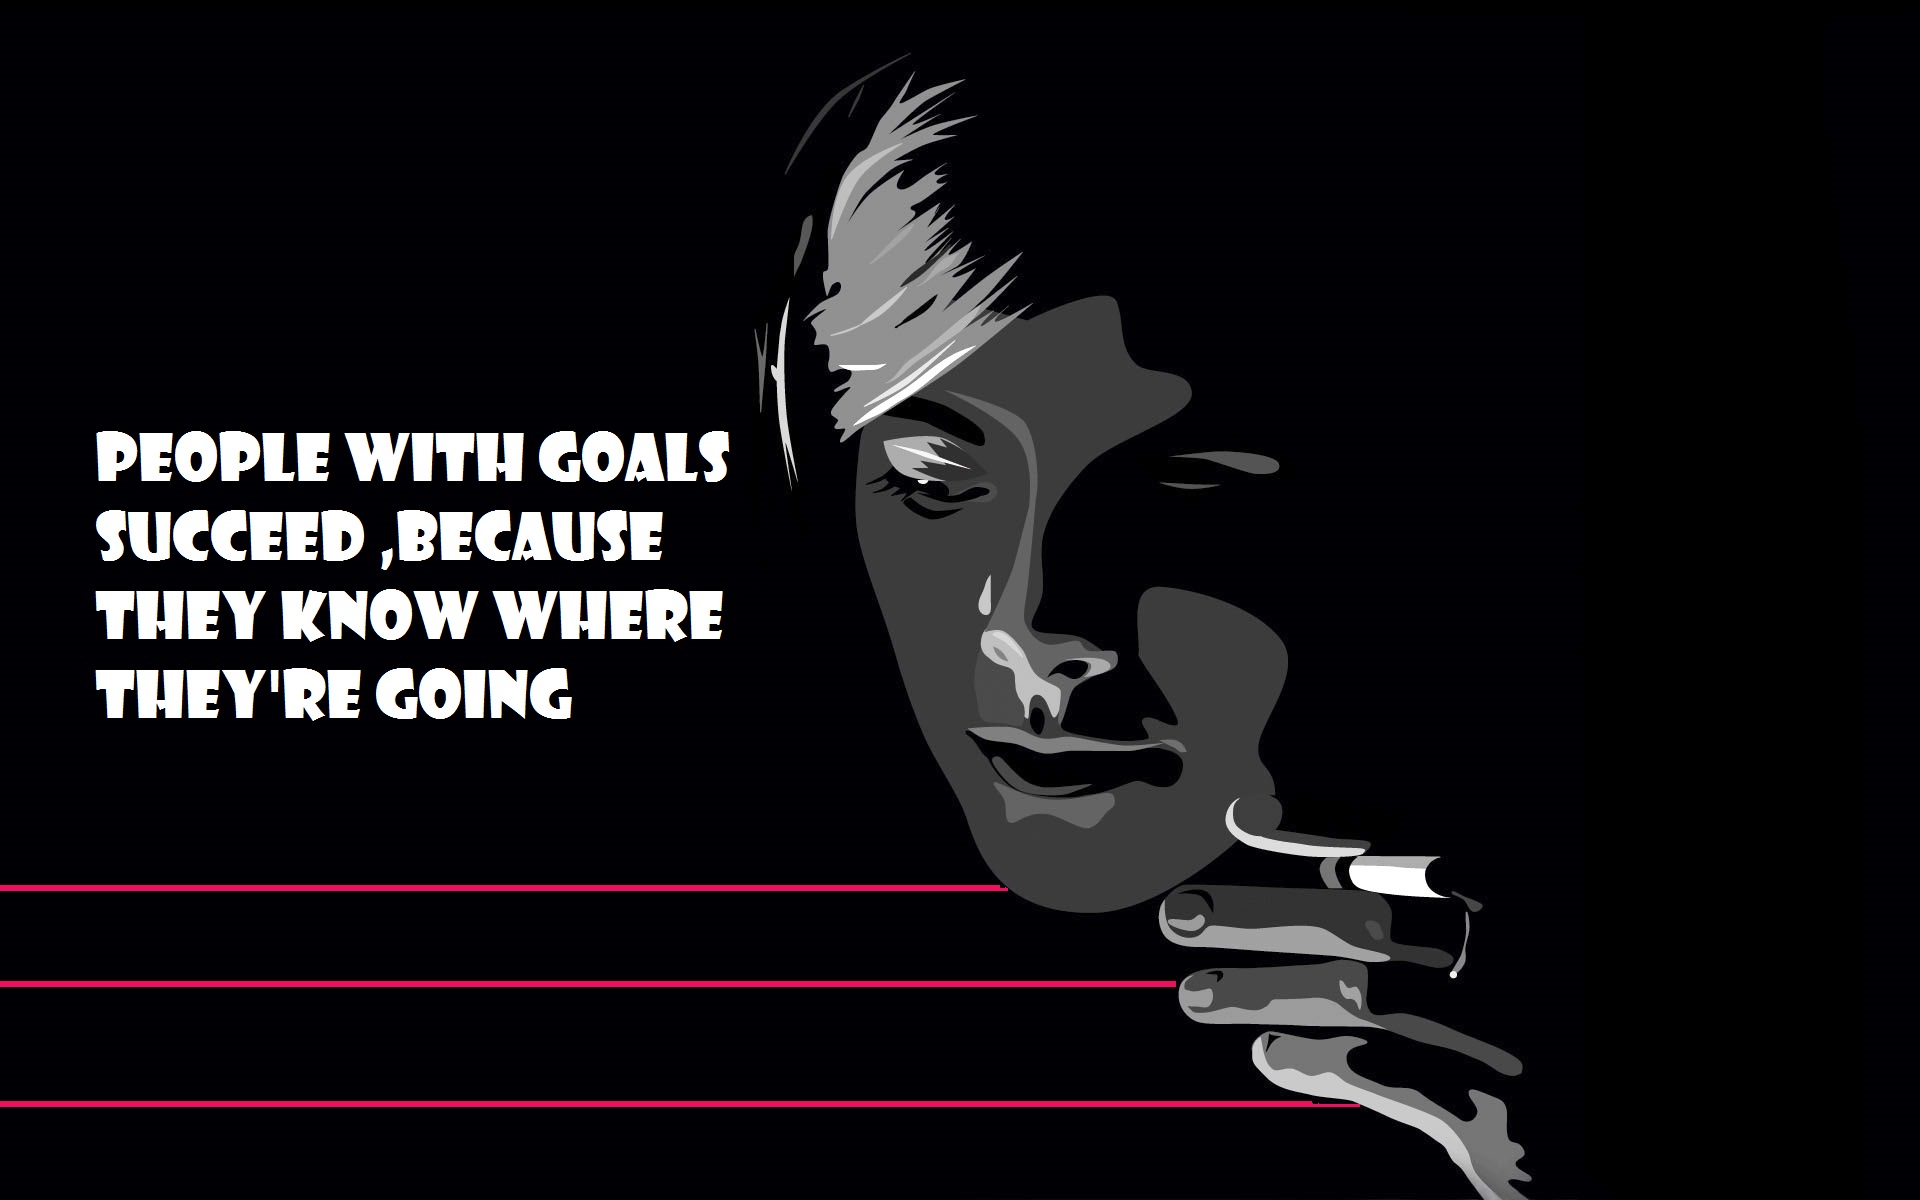 PEOPLE WITH GOALS
SUCCEED ,BECAUSE
THEY KNOW WHERE
THEY'RE GOING